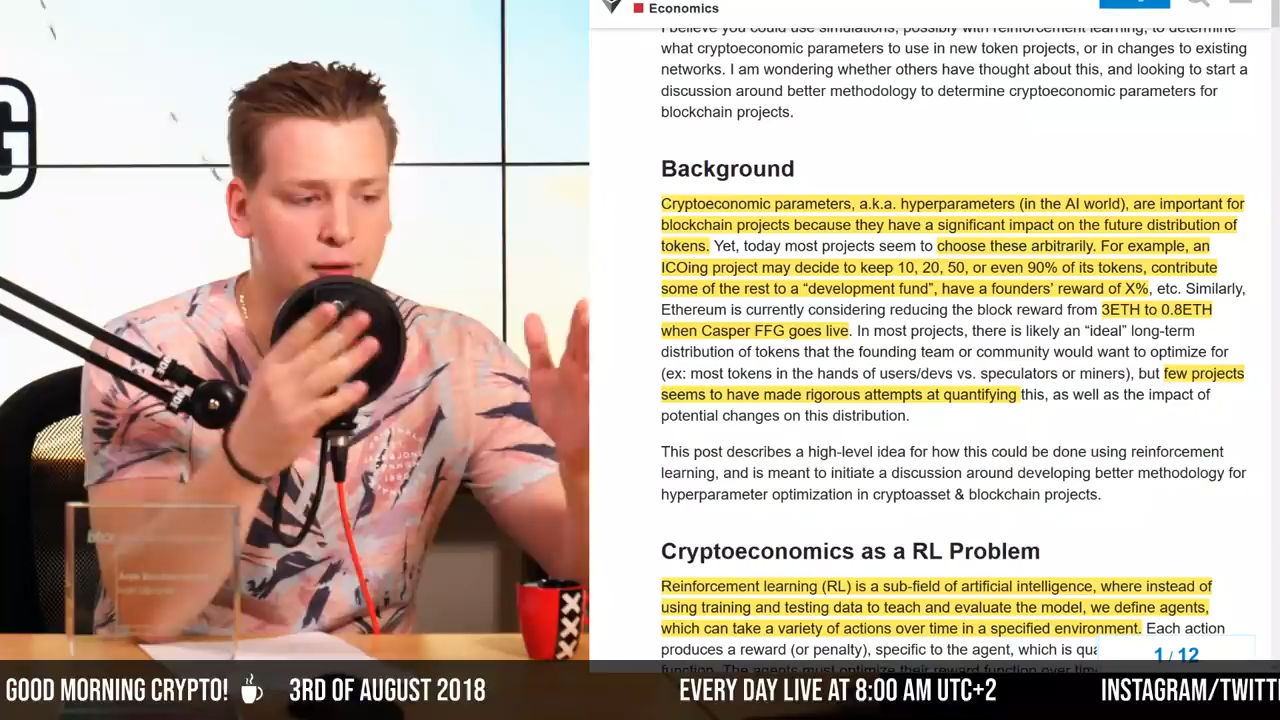 Economics
I believe you could use simulations, possibly with reinforcement learning, to determine
what cryptoeconomic parameters to use in new token projects, or in changes to existing
networks. I am wondering whether others have thought about this, and looking to start a
discussion around better methodology to determine cryptoeconomic parameters for
blockchain projects.
Background
Cryptoeconomic parameters, a.k.a. hyperparameters (in the AI world), are important for
blockchain projects because they have a significant impact on the future distribution of
tokens. Yet, today most projects seem to choose these arbitrarily. For example, an
ICOing project may decide to keep 10, 20, 50, or even 90% of its tokens, contribute
some of the rest to a “development fund”, have a founders’ reward of X%, etc. Similarly,
Ethereum is currently considering reducing the block reward from 3ETH to 0.8ETH
when Casper FFG goes live. In most projects, there is likely an “ideal” long-term
distribution of tokens that the founding team or community would want to optimize for
(ex: most tokens in the hands of users/devs vs. speculators or miners), but few projects
seems to have made rigorous attempts at quantifying this, as well as the impact of
potential changes on this distribution.
This post describes a high-level idea for how this could be done using reinforcement
learning, and is meant to initiate a discussion around developing better methodology for
hyperparameter optimization in cryptoasset & blockchain projects.
Cryptoeconomics as a RL Problem
Reinforcement learning (RL) is a sub-field of artificial intelligence, where instead of
using training and testing data to teach and evaluate the model, we define agents,
which can take a variety of actions over time in a specified environment. Each action
produces a reward (or penalty), specific to the agent, which is qua
function. The agents must optimize their reward function over time
1 / 12
GOOD MORNING CRYPTO! 3RD OF AUGUST 2018 EVERY DAY LIVE AT 8:00 AM UTC+2 INSTAGRAM/TWITT